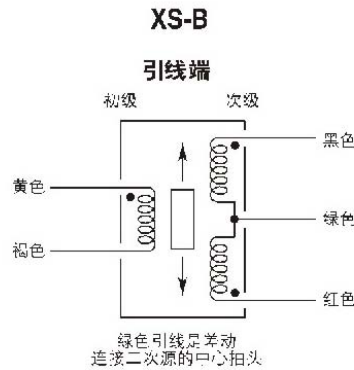 XS-B
引线端
初级 次级
黑色
黄色
绿色
褐色
红色
绿色引线是差动
连接二次源的中心抽头